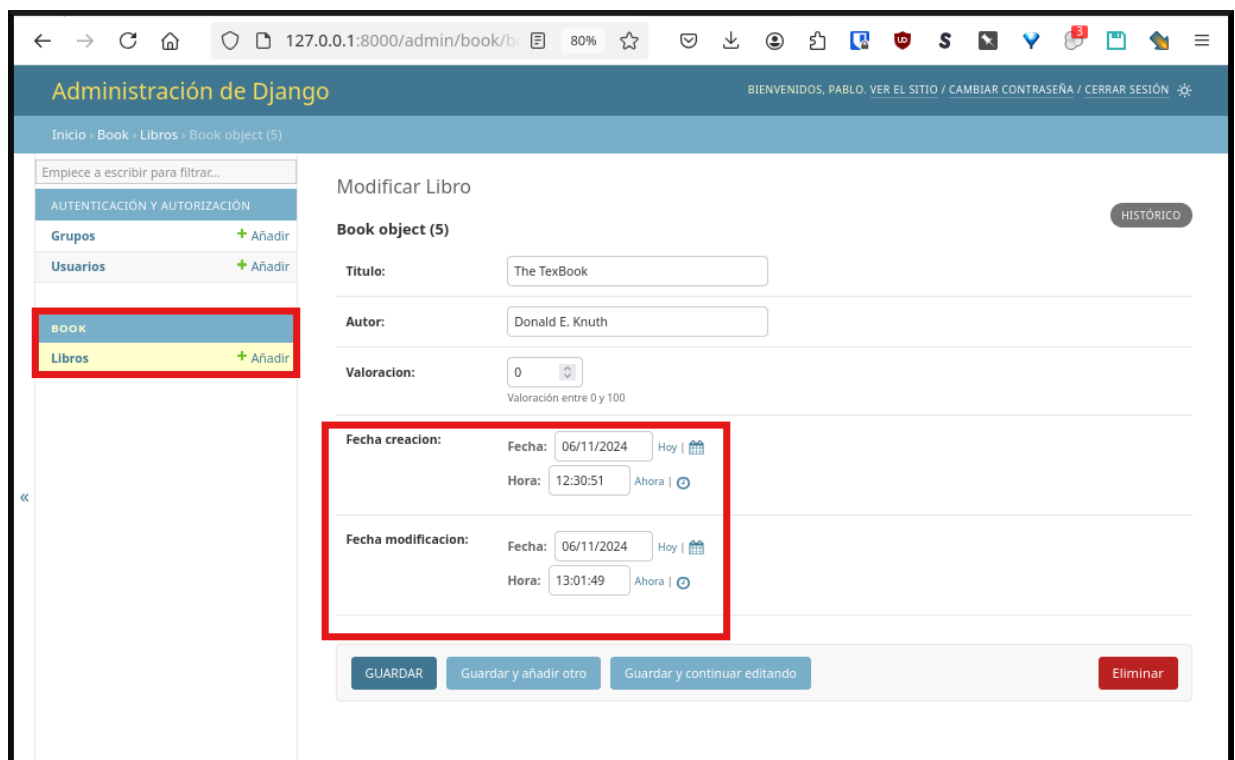 127.0.0.1:8000/admin/book/b
80%
3
Administración de Django
BIENVENIDOS, PABLO. VER EL SITIO / CAMBIAR CONTRASEÑA / CERRAR SESIÓN
Inicio › Book › Libros › Book object (5)
Empiece a escribir para filtrar...
AUTENTICACIÓN Y AUTORIZACIÓN
Grupos + Añadir
Usuarios + Añadir
BOOK
Libros + Añadir
«
Modificar Libro
HISTÓRICO
Book object (5)
Titulo: The TexBook
Autor: Donald E. Knuth
Valoracion: 0
Valoración entre 0 y 100
Fecha creacion: Fecha: 06/11/2024 Hoy |
Hora: 12:30:51 Ahora |
Fecha modificacion: Fecha: 06/11/2024 Hoy |
Hora: 13:01:49 Ahora |
GUARDAR Guardar y añadir otro Guardar y continuar editando Eliminar